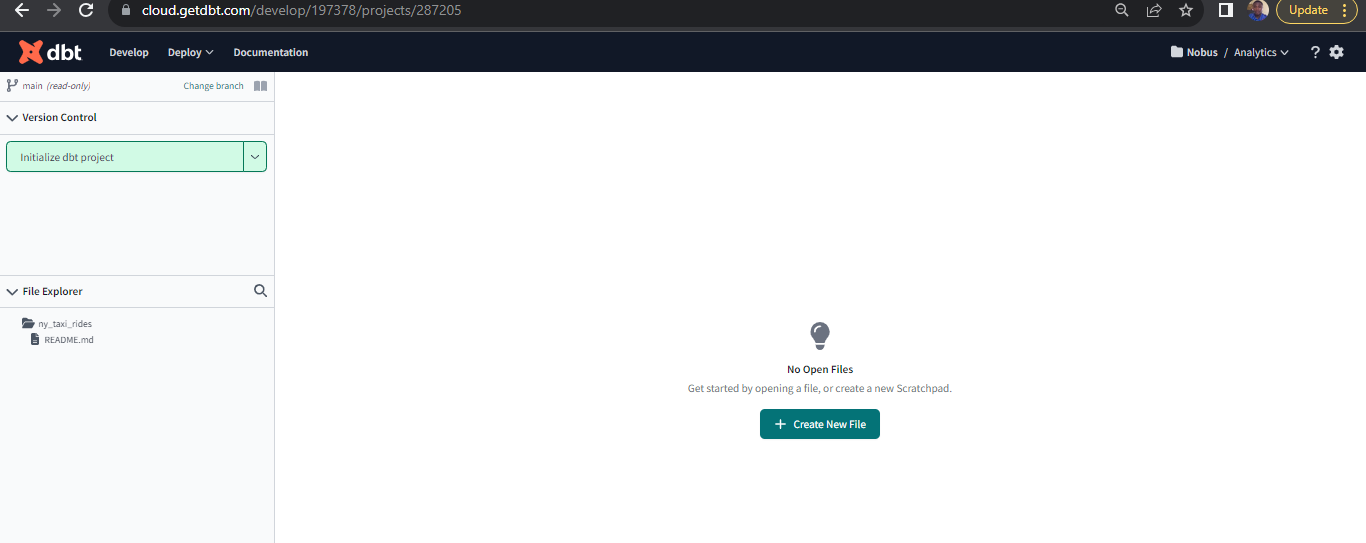 cloud.getdbt.com/develop/197378/projects/287205
Update
dbt Develop Deploy Documentation Nobus / Analytics ?
main (read-only) Change branch
Version Control
Initialize dbt project
File Explorer
ny_taxi_rides
README.md
No Open Files
Get started by opening a file, or create a new Scratchpad.
+ Create New File